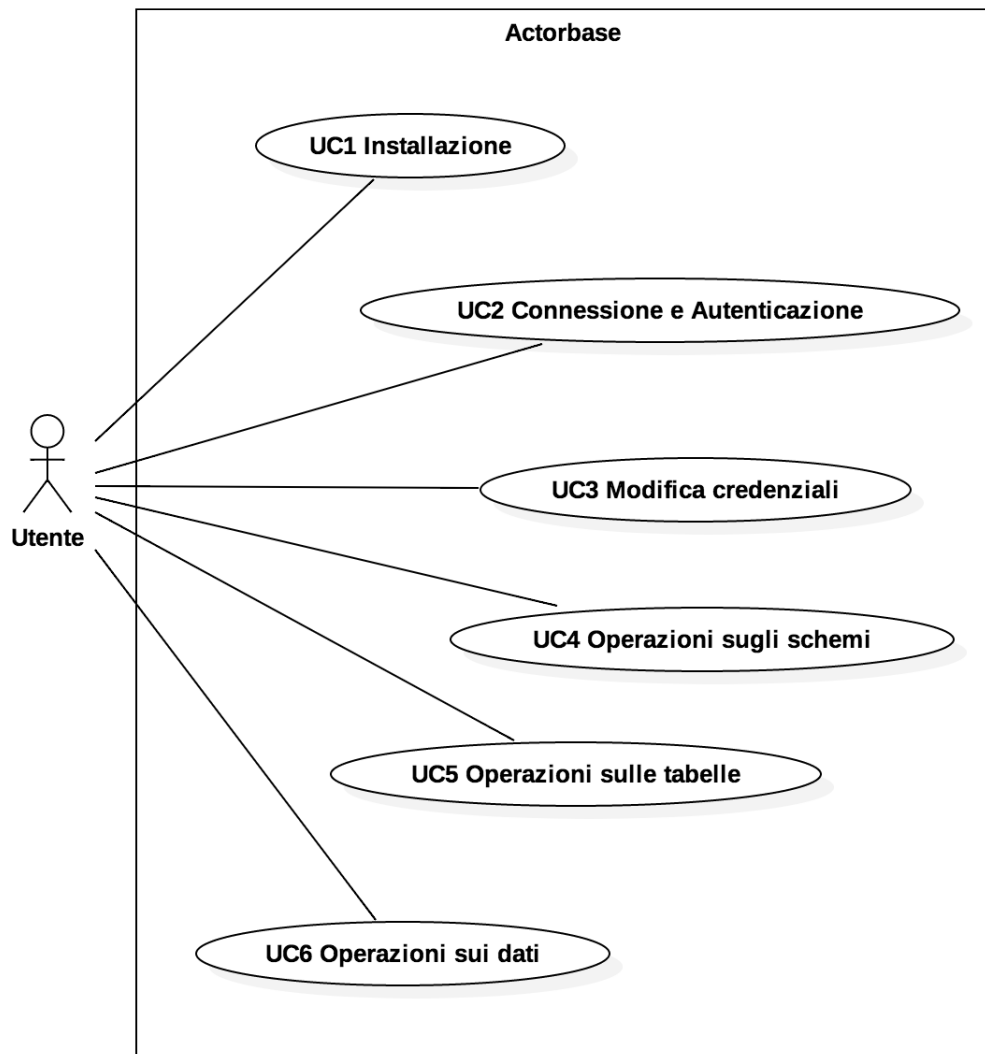 Actorbase
UC1 Installazione
UC2 Connessione e Autenticazione
UC3 Modifica credenziali
Utente
UC4 Operazioni sugli schemi
UC5 Operazioni sulle tabelle
UC6 Operazioni sui dati